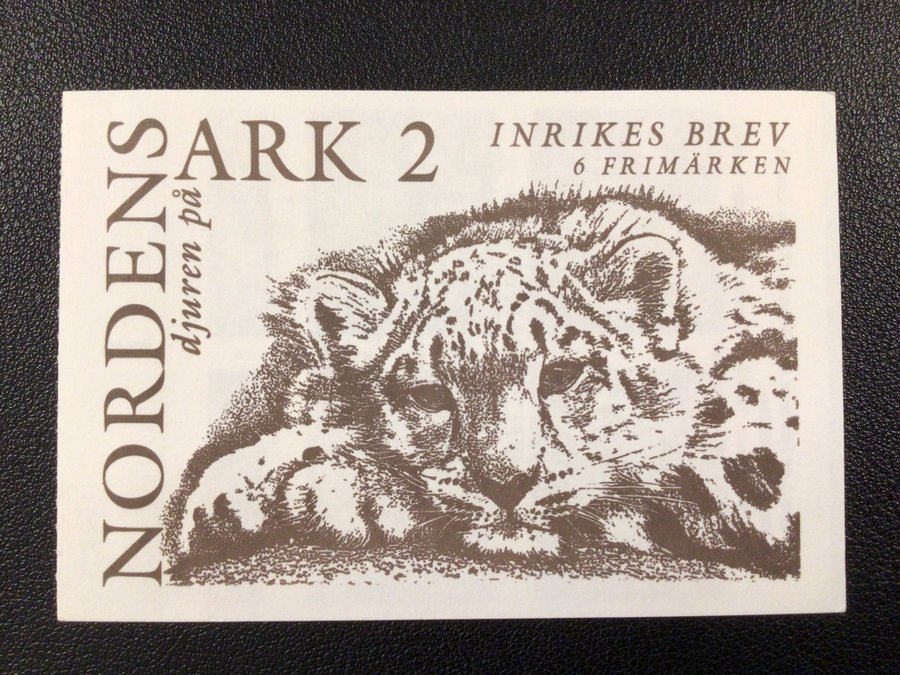 djuren på
NORDENS
ARK 2
INRIKES BREV
6 FRIMÄRKEN